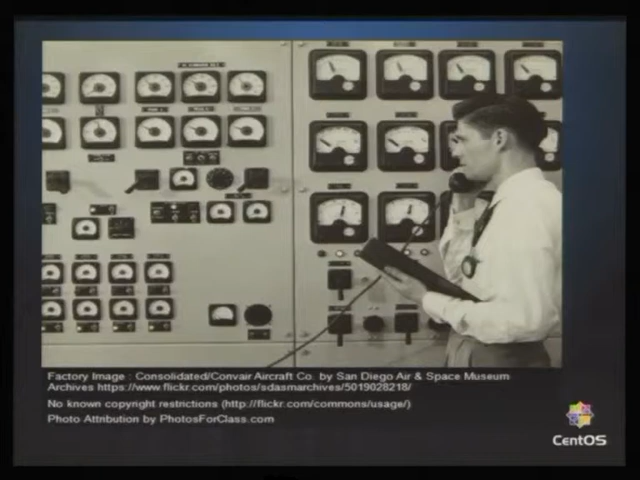 Factory Image : Consolidated/Convair Aircraft Co. by San Diego Air & Space Museum
Archives https://www.flickr.com/photos/sdasmarchives/5019028218/
No known copyright restrictions (http://flickr.com/commons/usage/)
Photo Attribution by PhotosForClass.com
CentOS